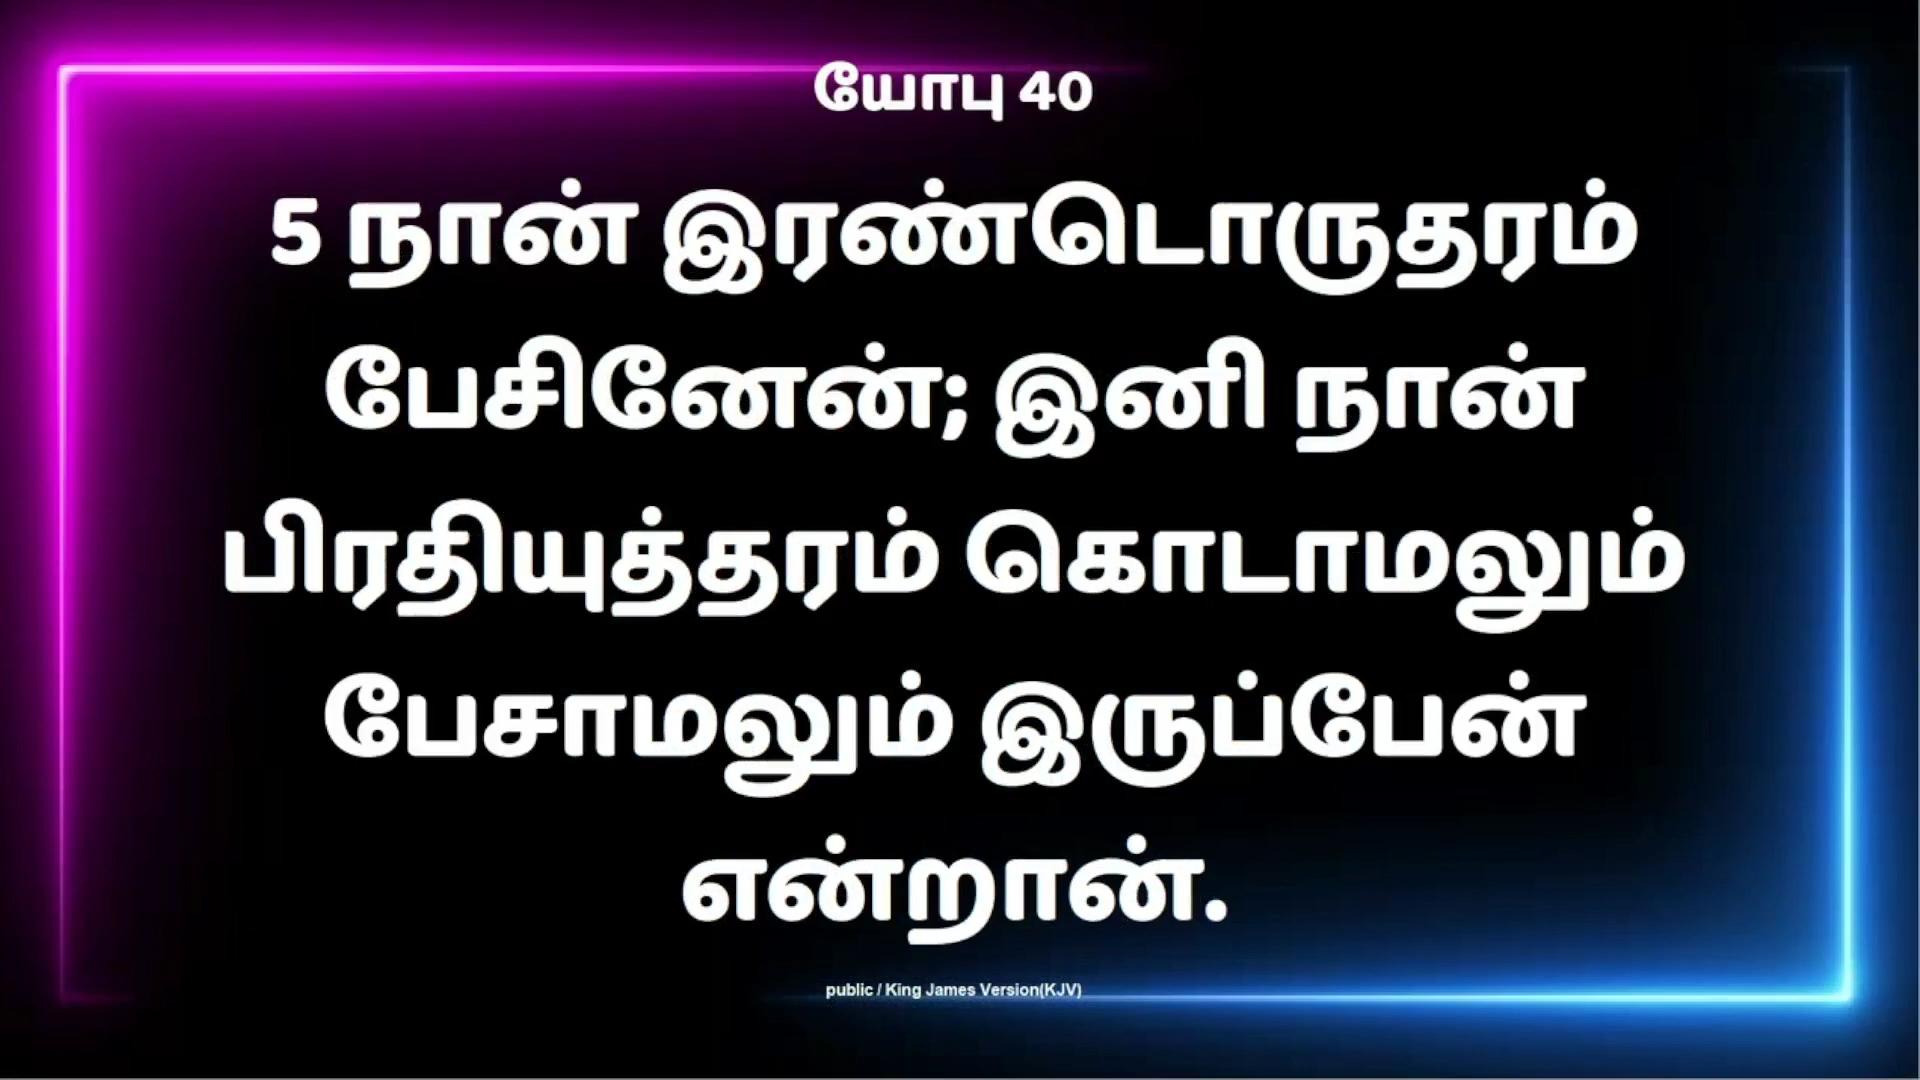 யோபு 40
5 நான் இரண்டொருதரம்
பேசினேன்; இனி நான்
பிரதியுத்தரம் கொடாமலும்
பேசாமலும் இருப்பேன்
என்றான்.
public / King James Version(KJV)